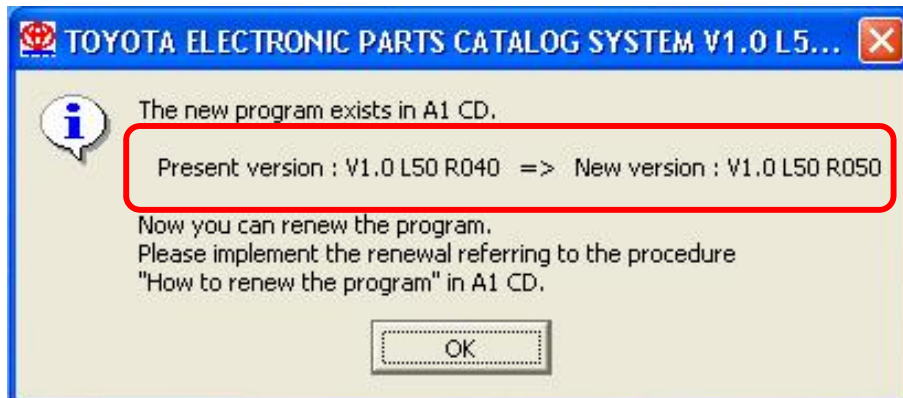 TOYOTA ELECTRONIC PARTS CATALOG SYSTEM V1.0 L5...
The new program exists in A1 CD.
Present version : V1.0 L50 R040 => New version : V1.0 L50 R050
Now you can renew the program.
Please implement the renewal referring to the procedure
"How to renew the program" in A1 CD.
OK